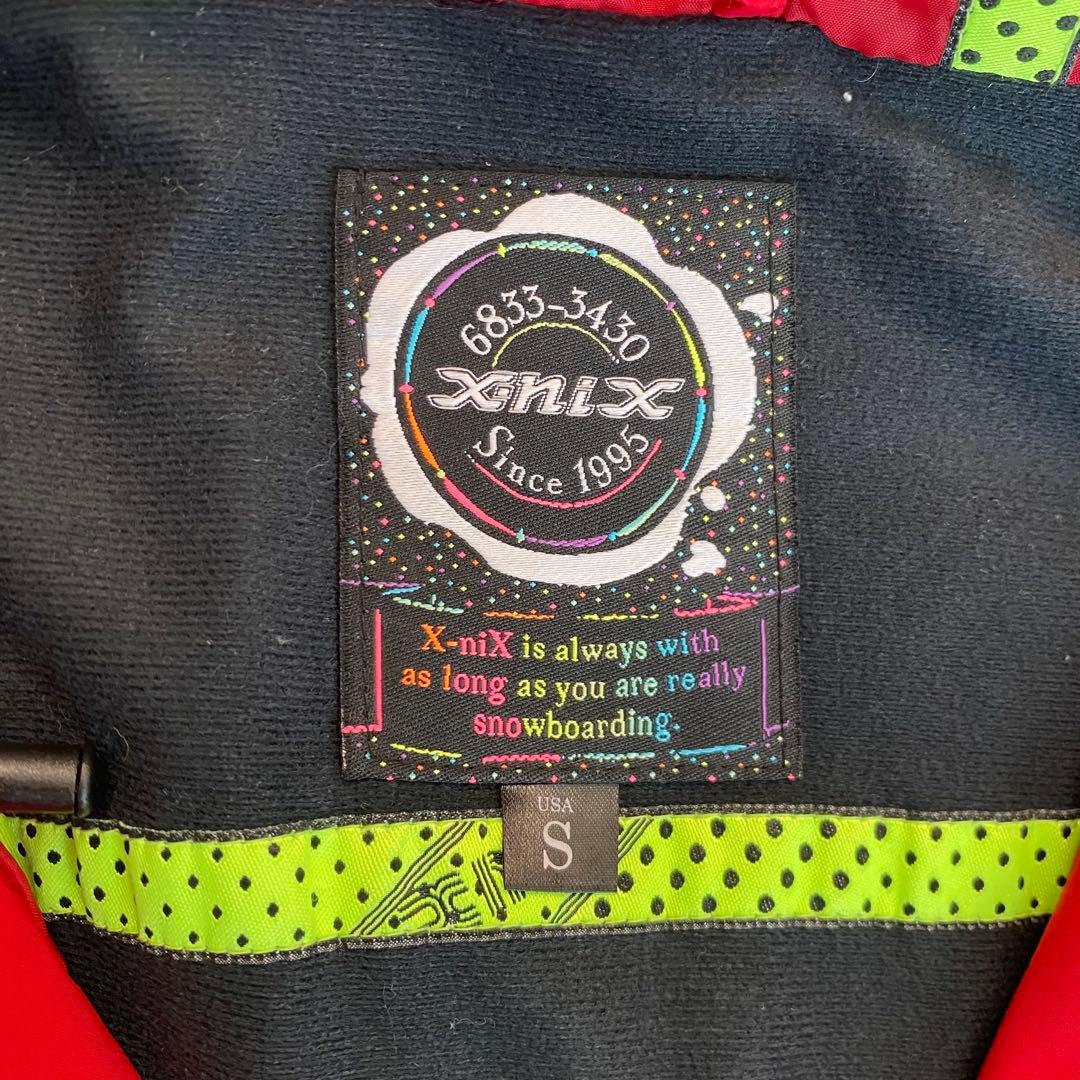 6833-3430
X-niX
Since 1995
X-niX is always with
as long as you are really
snowboarding.
USA
S